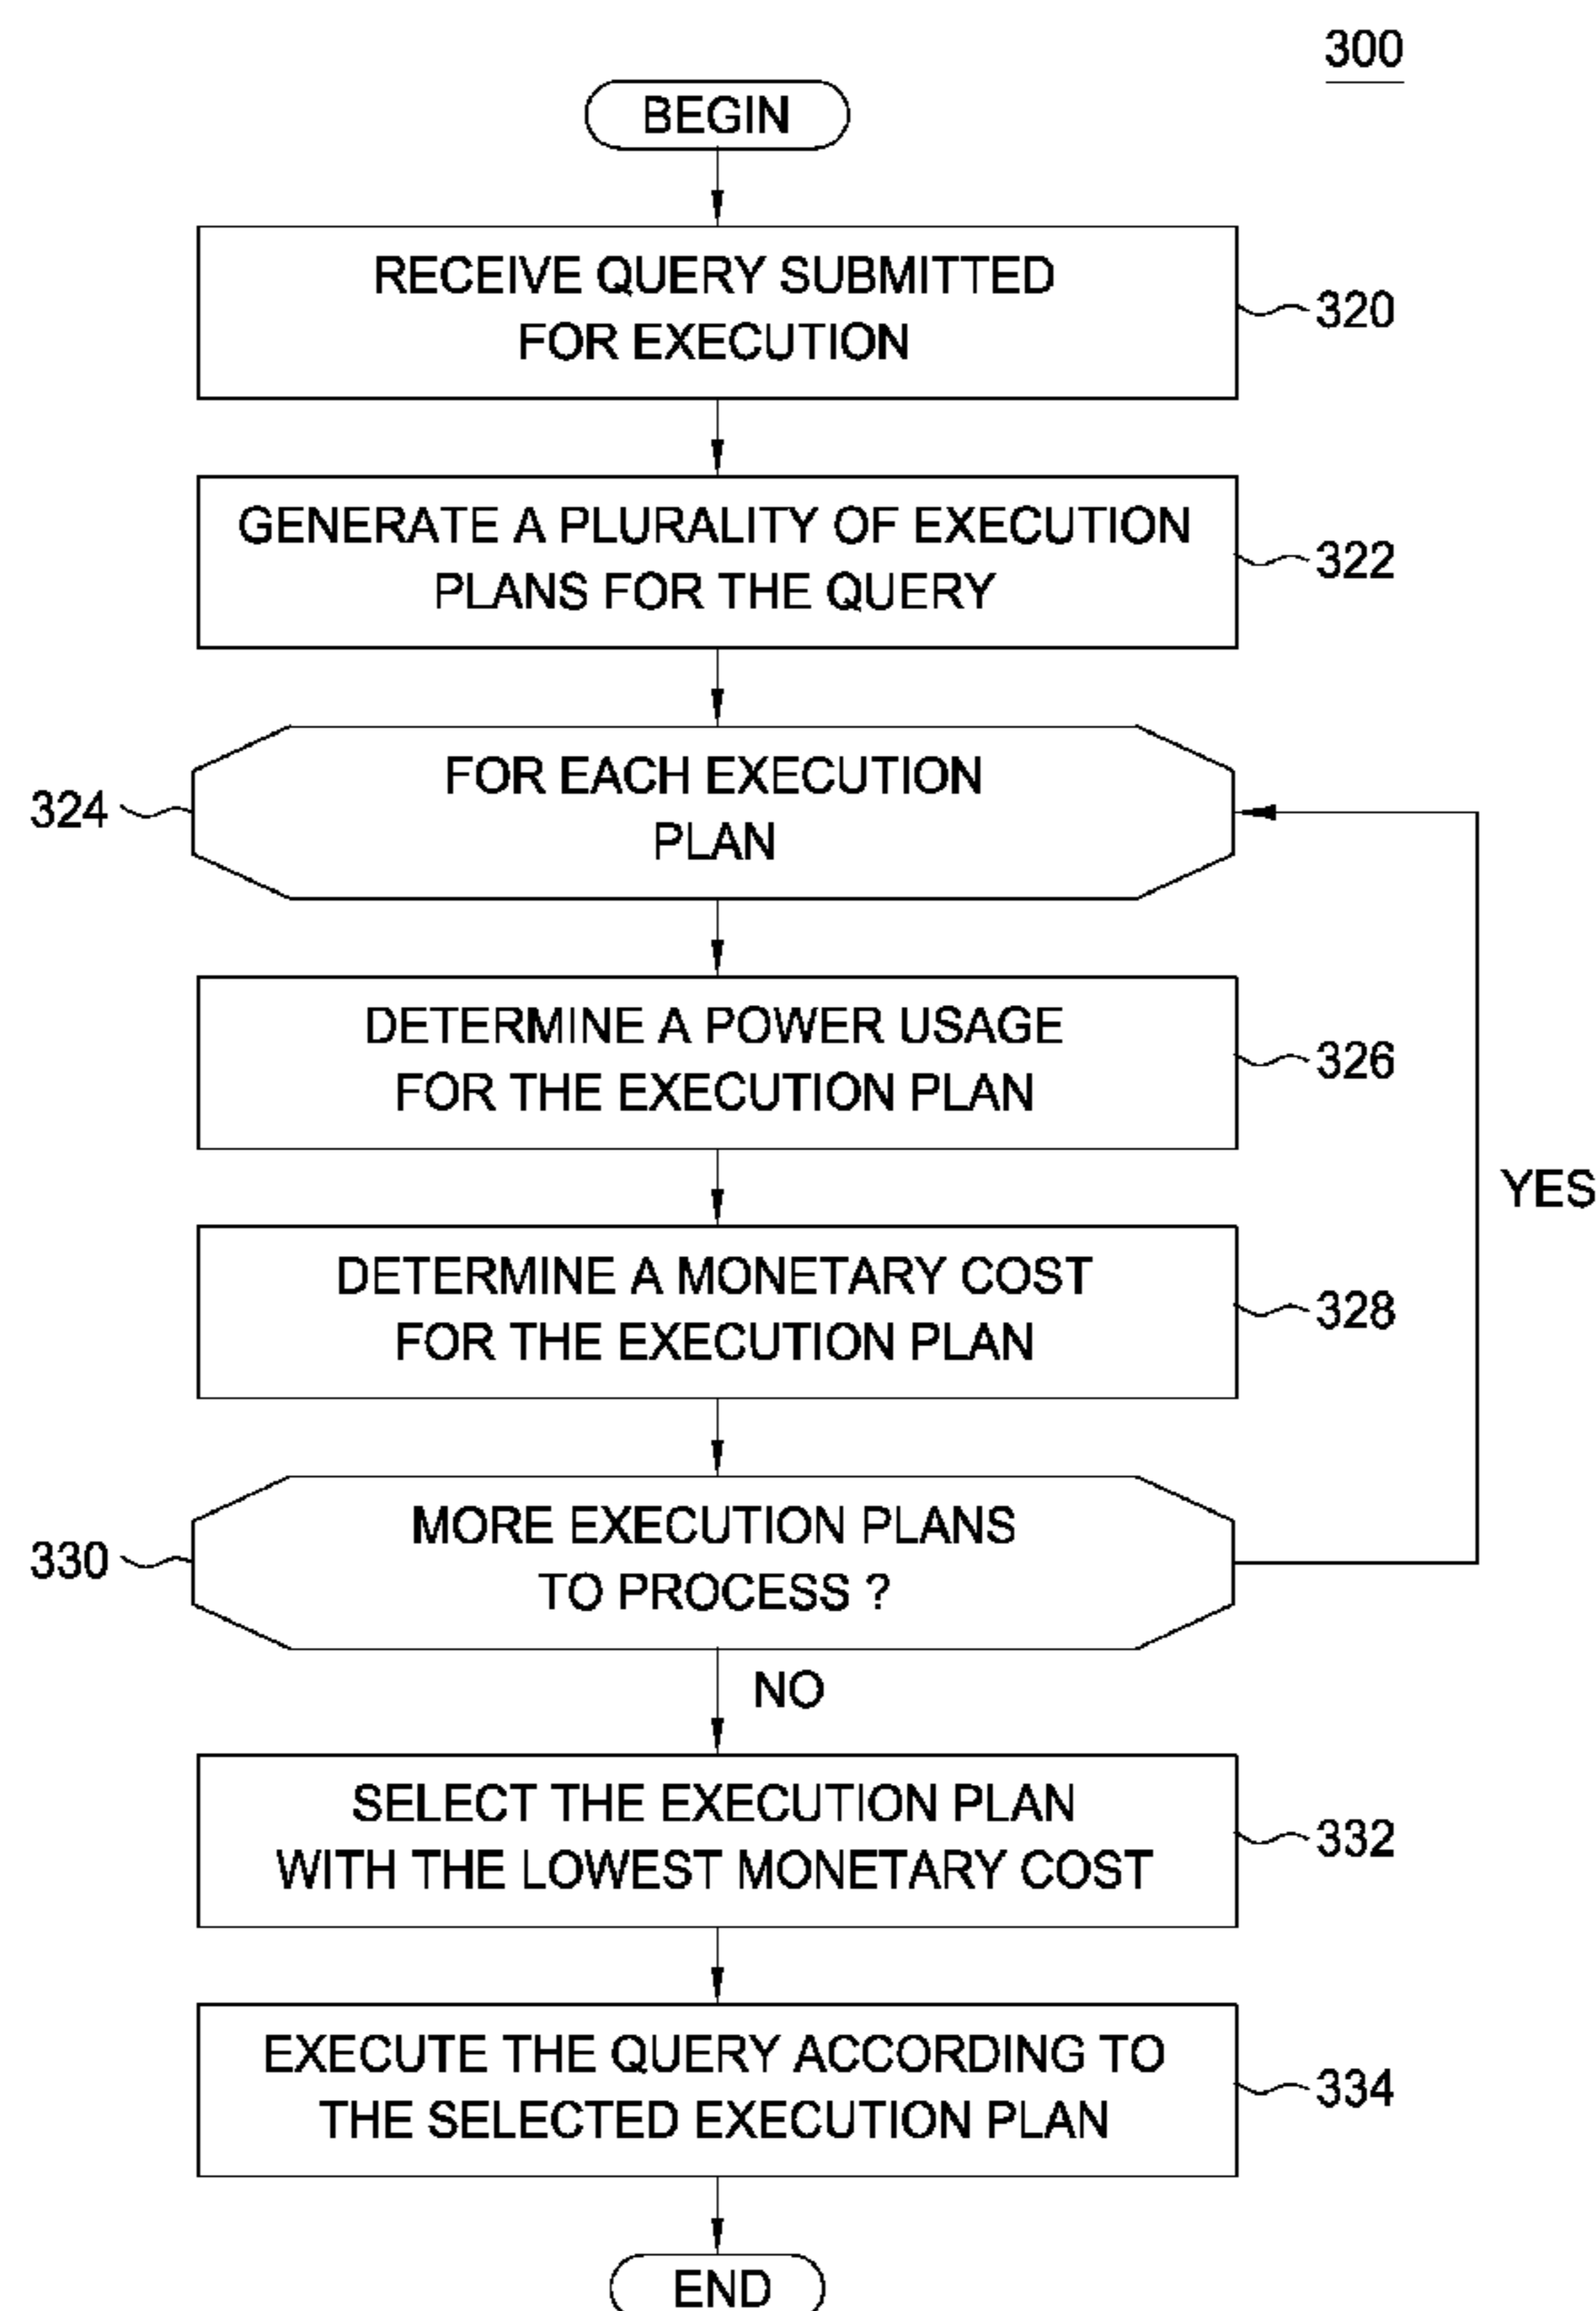 300
BEGIN
RECEIVE QUERY SUBMITTED
FOR EXECUTION
320
GENERATE A PLURALITY OF EXECUTION
PLANS FOR THE QUERY
322
FOR EACH EXECUTION
PLAN
324
DETERMINE A POWER USAGE
FOR THE EXECUTION PLAN
326
YES
DETERMINE A MONETARY COST
FOR THE EXECUTION PLAN
328
MORE EXECUTION PLANS
TO PROCESS ?
330
NO
SELECT THE EXECUTION PLAN
WITH THE LOWEST MONETARY COST
332
EXECUTE THE QUERY ACCORDING TO
THE SELECTED EXECUTION PLAN
334
END